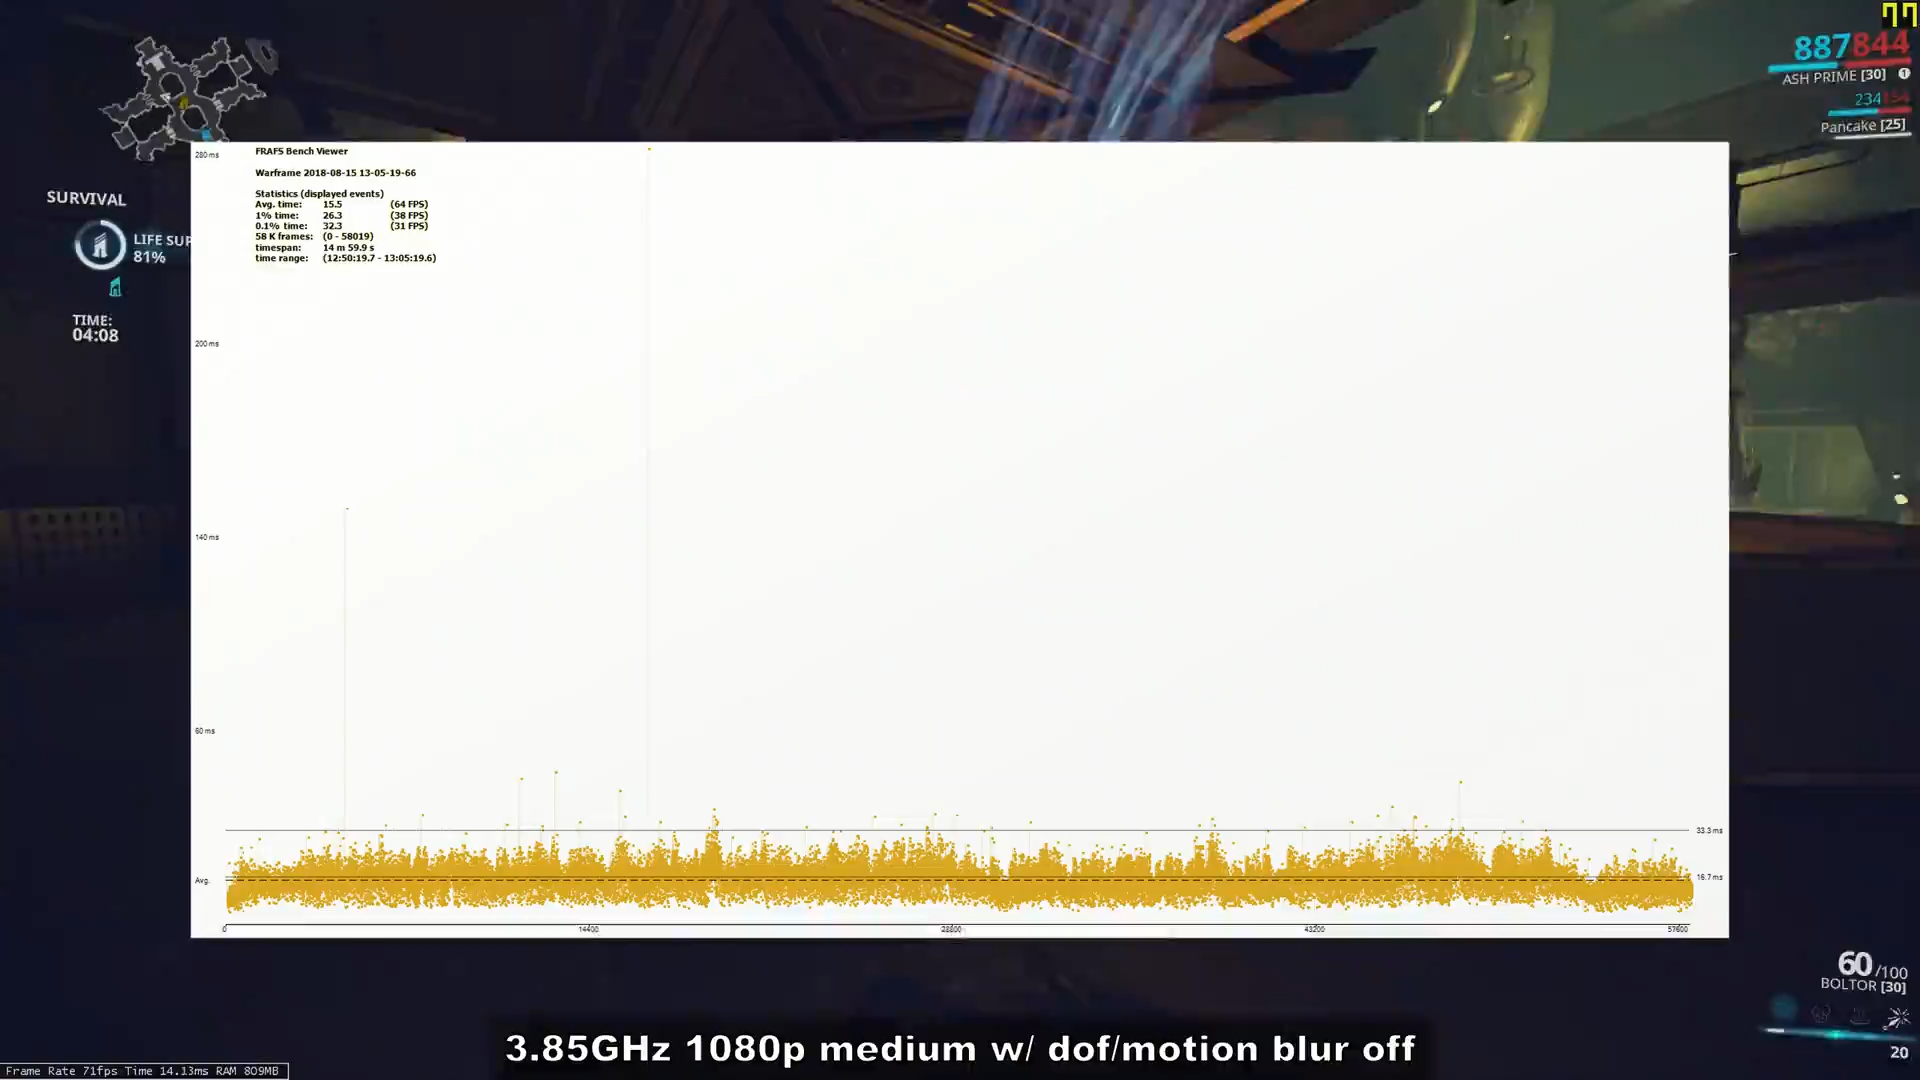 77
887844
ASH PRIME [30] 1
Pancake [25]
SURVIVAL
LIFE SUP
81%
TIME:
04:08
FRAFS Bench Viewer
Warframe 2018-08-15 13-05-19-66
Statistics (displayed events)
Avg. time: 15.5 (64 FPS)
1% time: 26.3 (38 FPS)
0.1% time: 32.3 (31 FPS)
58 K frames: (0 - 58019)
timespan: 14 m 59.9 s
time range: (12:50:19.7 - 13:05:19.6)
280 ms
200 ms
140 ms
60 ms
33.3 ms
Avg.
16.7 ms
0 14400 28800 43200 57600
60/100
BOLTOR [30]
20
3.85GHz 1080p medium w/ dof/motion blur off
Frame Rate 71fps Time 14.13ms RAM 809MB